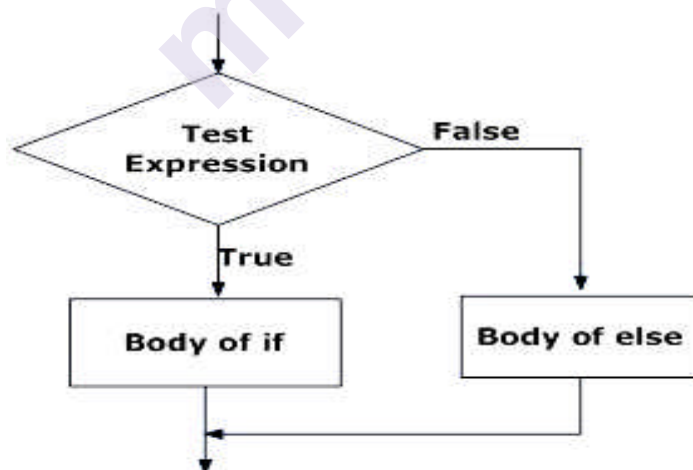 Test
Expression
False
True
Body of if
Body of else